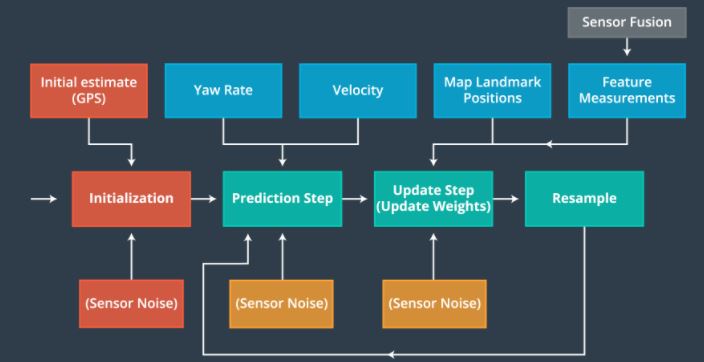 Sensor Fusion
Initial estimate
(GPS)
Yaw Rate
Velocity
Map Landmark
Positions
Feature
Measurements
Initialization
Prediction Step
Update Step
(Update Weights)
Resample
(Sensor Noise)
(Sensor Noise)
(Sensor Noise)